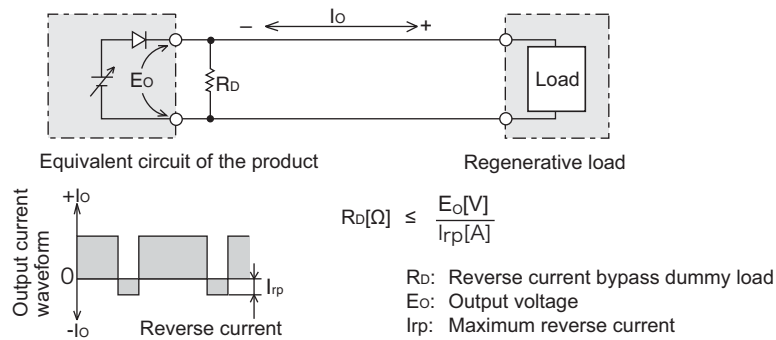 − Io +
Eo
RD
Load
Equivalent circuit of the product
Regenerative load
Output current
waveform
+Io
0
-Io
Irp
Reverse current
RD[Ω] ≤ Eo[V]
Irp[A]
RD: Reverse current bypass dummy load
Eo: Output voltage
Irp: Maximum reverse current